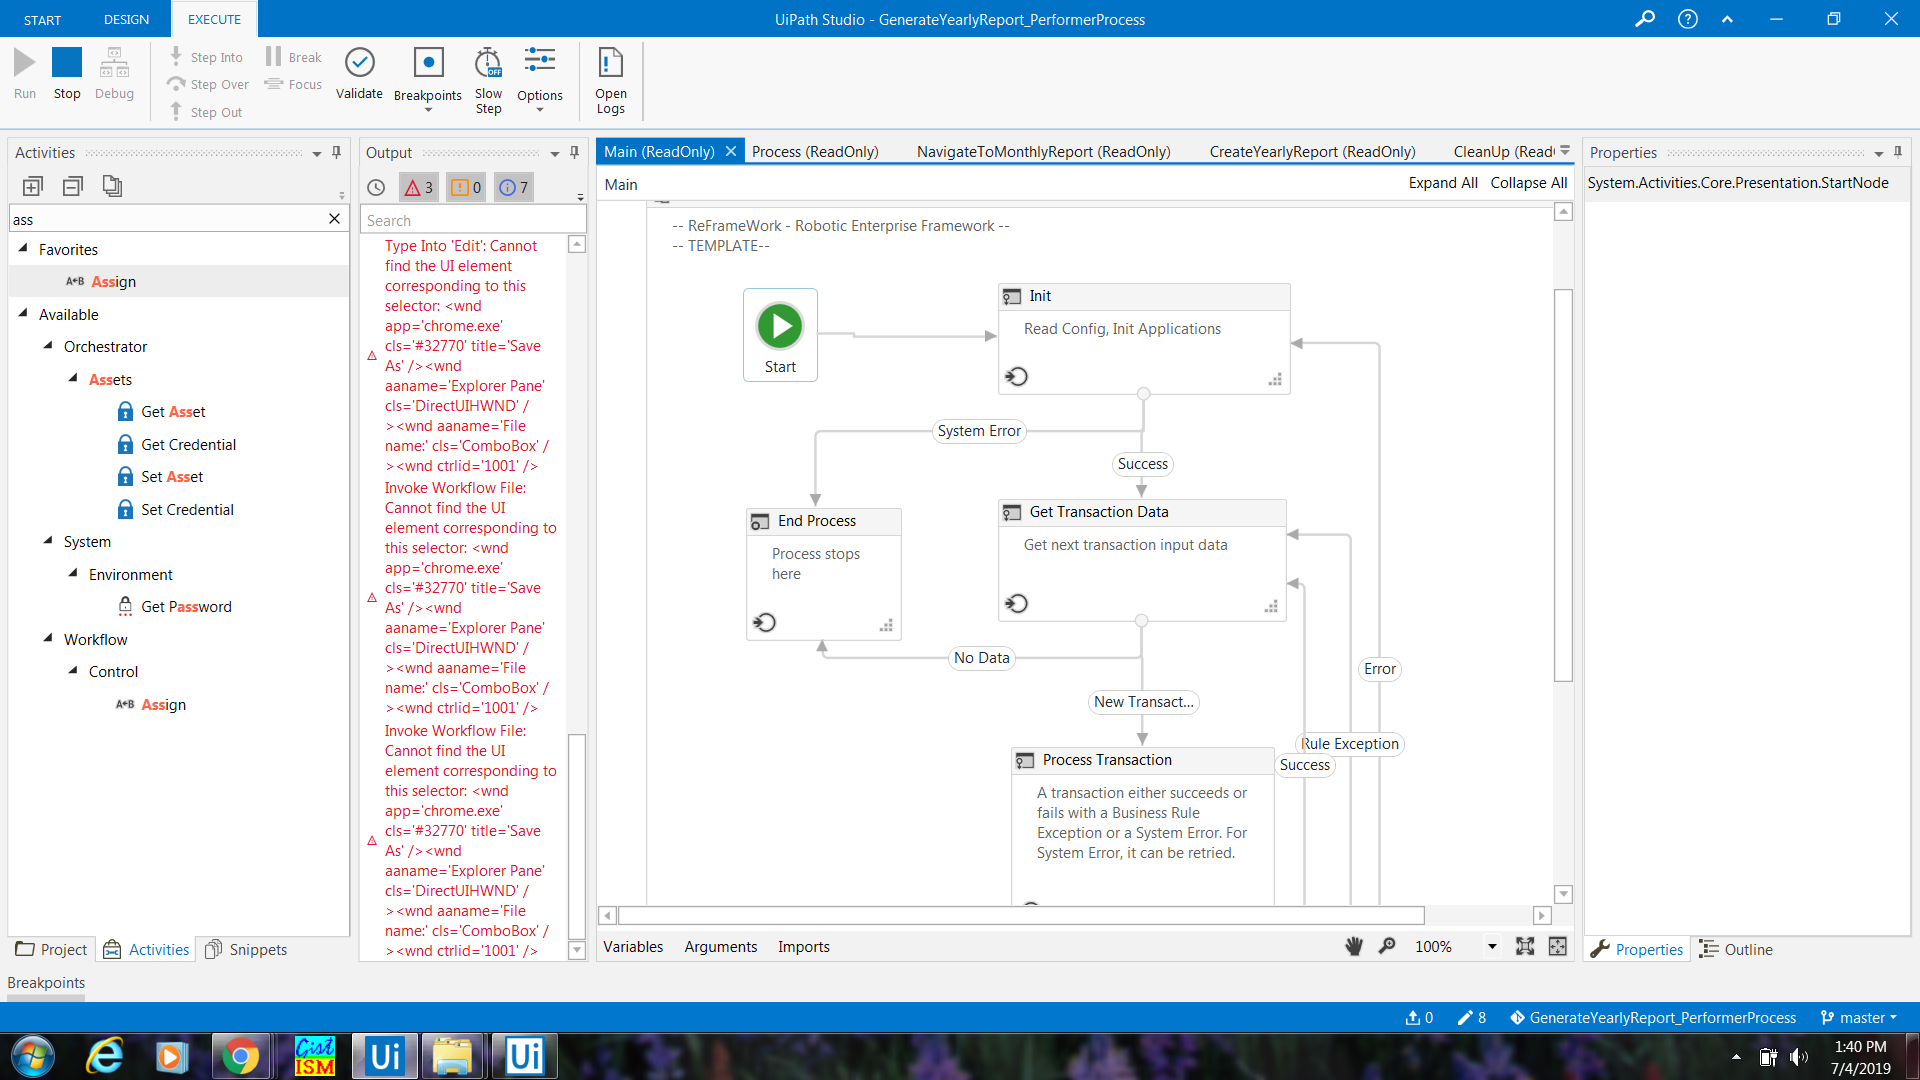 START
DESIGN
EXECUTE
UiPath Studio - GenerateYearlyReport_PerformerProcess
Run
Stop
Debug
Step Into
Step Over
Step Out
Break
Focus
Validate
Breakpoints
Slow
Step
OFF
Options
Open
Logs
Activities
ass
Favorites
A+B Assign
Available
Orchestrator
Assets
Get Asset
Get Credential
Set Asset
Set Credential
System
Environment
Get Password
Workflow
Control
A+B Assign
Project
Activities
Snippets
Output
3
0
7
Search
Type Into 'Edit': Cannot
find the UI element
corresponding to this
selector: <wnd
app='chrome.exe'
cls='#32770' title='Save
As' /><wnd
aaname='Explorer Pane'
cls='DirectUIHWND' /
><wnd aaname='File
name:' cls='ComboBox' /
><wnd ctrlid='1001' />
Invoke Workflow File:
Cannot find the UI
element corresponding to
this selector: <wnd
app='chrome.exe'
cls='#32770' title='Save
As' /><wnd
aaname='Explorer Pane'
cls='DirectUIHWND' /
><wnd aaname='File
name:' cls='ComboBox' /
><wnd ctrlid='1001' />
Invoke Workflow File:
Cannot find the UI
element corresponding to
this selector: <wnd
app='chrome.exe'
cls='#32770' title='Save
As' /><wnd
aaname='Explorer Pane'
cls='DirectUIHWND' /
><wnd aaname='File
name:' cls='ComboBox' /
><wnd ctrlid='1001' />
Main (ReadOnly)
Process (ReadOnly)
NavigateToMonthlyReport (ReadOnly)
CreateYearlyReport (ReadOnly)
CleanUp (Read
Main
Expand All
Collapse All
-- ReFrameWork - Robotic Enterprise Framework --
-- TEMPLATE--
Start
Init
Read Config, Init Applications
System Error
Success
End Process
Process stops
here
Get Transaction Data
Get next transaction input data
No Data
New Transact...
Error
Rule Exception
Success
Process Transaction
A transaction either succeeds or
fails with a Business Rule
Exception or a System Error. For
System Error, it can be retried.
Variables
Arguments
Imports
100%
Properties
System.Activities.Core.Presentation.StartNode
Properties
Outline
Breakpoints
0
8
GenerateYearlyReport_PerformerProcess
master
Gist
ISM
Ui
Ui
1:40 PM
7/4/2019